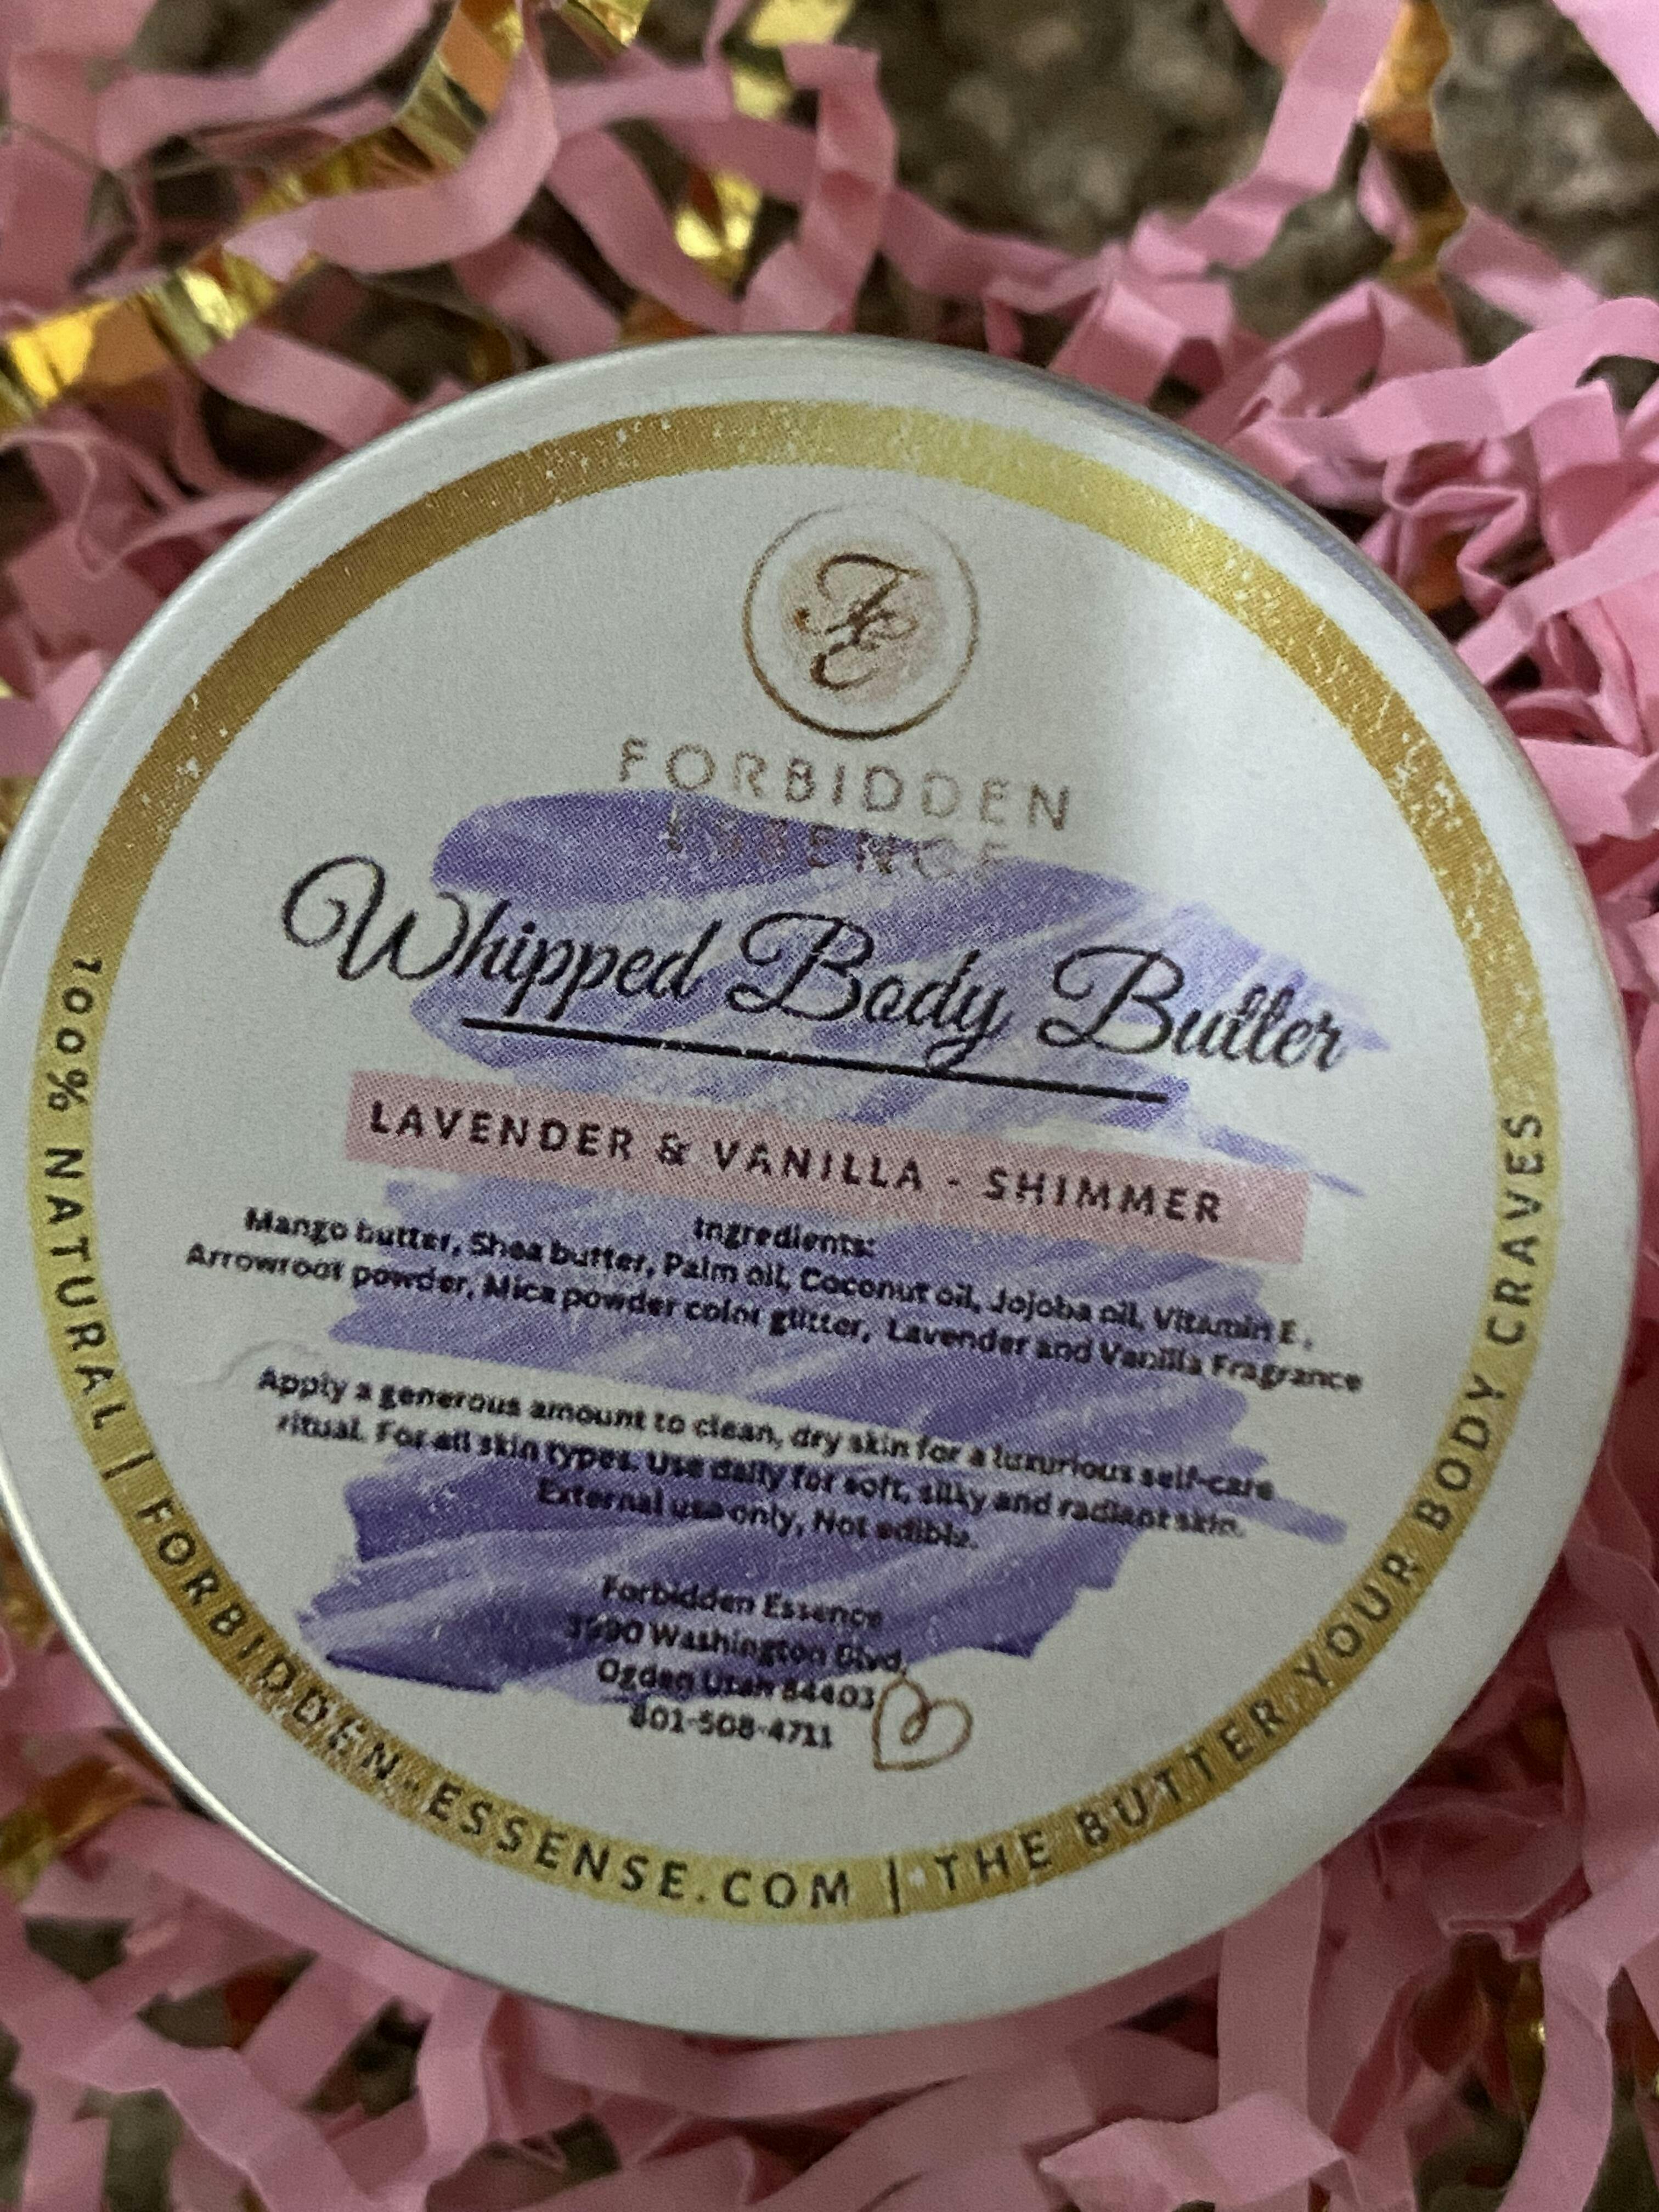 FE
FORBIDDEN
ESSENCE
Whipped Body Butter
LAVENDER & VANILLA - SHIMMER
Ingredients:
Mango butter, Shea butter, Palm oil, Coconut oil, Jojoba oil, Vitamin E,
Arrowroot powder, Mica powder color glitter, Lavender and Vanilla Fragrance
Apply a generous amount to clean, dry skin for a luxurious self-care
ritual. For all skin types. Use daily for soft, silky and radiant skin.
External use only, Not edible.
Forbidden Essence
Washington Blvd,
Ogden Utah 84403
801-508-4711
100% NATURAL | FORBIDDEN-ESSENSE.COM | THE BUTTER YOUR BODY CRAVES